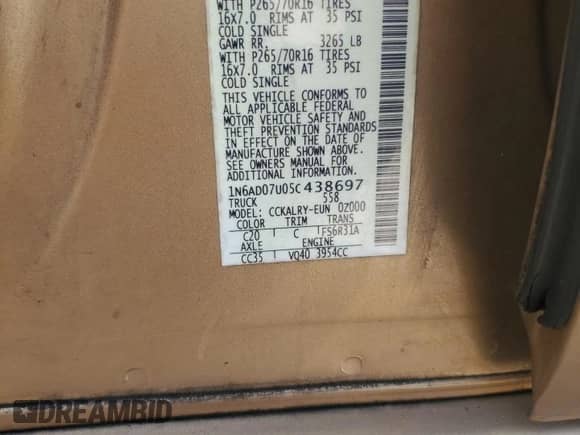 WITH P265/70R16 TIRES
16x7.0 RIMS AT 35 PSI
COLD SINGLE
GAWR RR. 3265 LB
WITH P265/70R16 TIRES
16x7.0 RIMS AT 35 PSI
COLD SINGLE
THIS VEHICLE CONFORMS TO
ALL APPLICABLE FEDERAL
MOTOR VEHICLE SAFETY AND
THEFT PREVENTION STANDARDS
IN EFFECT ON THE DATE OF
MANUFACTURE SHOWN ABOVE.
SEE OWNERS MANUAL FOR
ADDITIONAL INFORMATION.
1N6AD07U05C438697
TRUCK 558
MODEL: CCKALRY-EUN 0Z000
COLOR TRIM TRANS
C20 C FS6R31A
AXLE ENGINE
CC35 VQ40 3954CC
DREAMBID